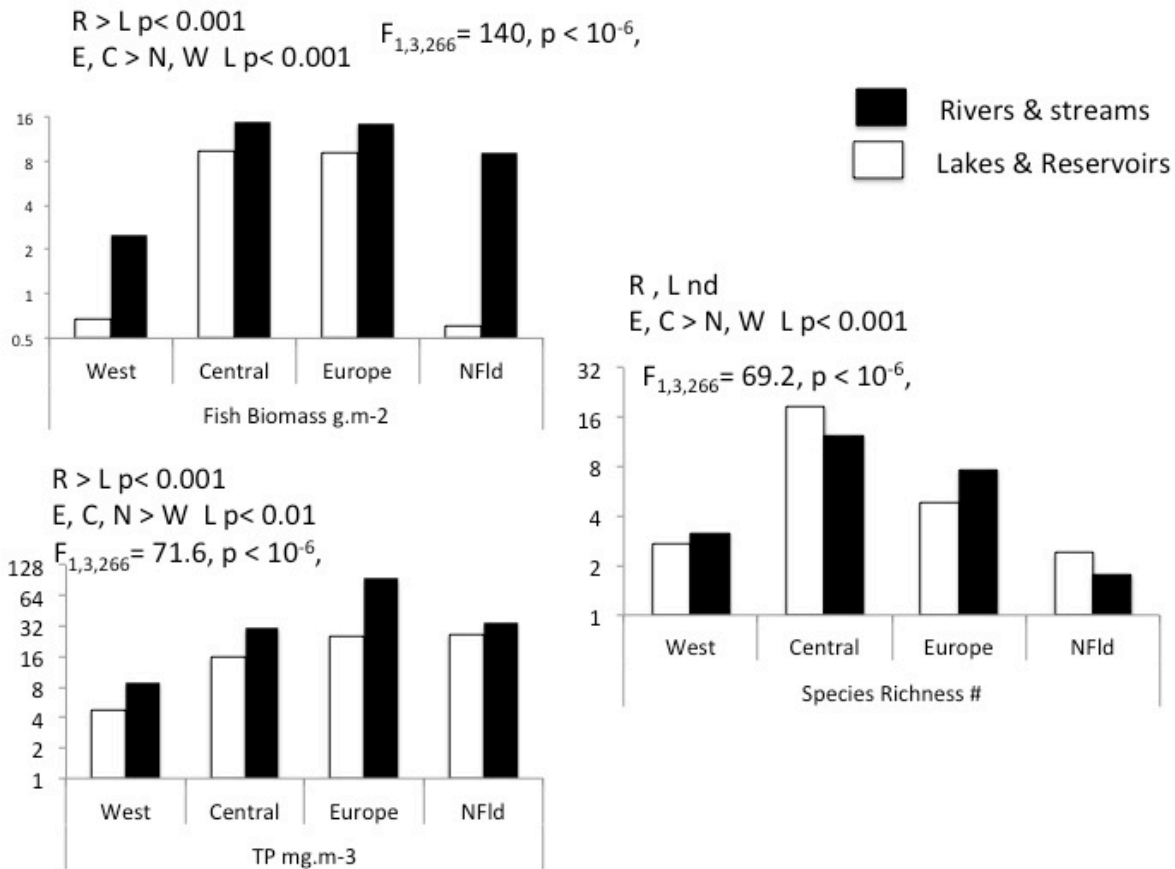 R > L p< 0.001
E, C > N, W  L p< 0.001
F1,3,266= 140, p < 10-6,
Rivers & streams
Lakes & Reservoirs
16
8
4
2
1
0.5
West Central Europe NFld
Fish Biomass g.m-2
R , L nd
E, C > N, W  L p< 0.001
F1,3,266= 69.2, p < 10-6,
32
16
8
4
2
1
West Central Europe NFld
Species Richness #
R > L p< 0.001
E, C, N > W  L p< 0.01
F1,3,266= 71.6, p < 10-6,
128
64
32
16
8
4
2
1
West Central Europe NFld
TP mg.m-3